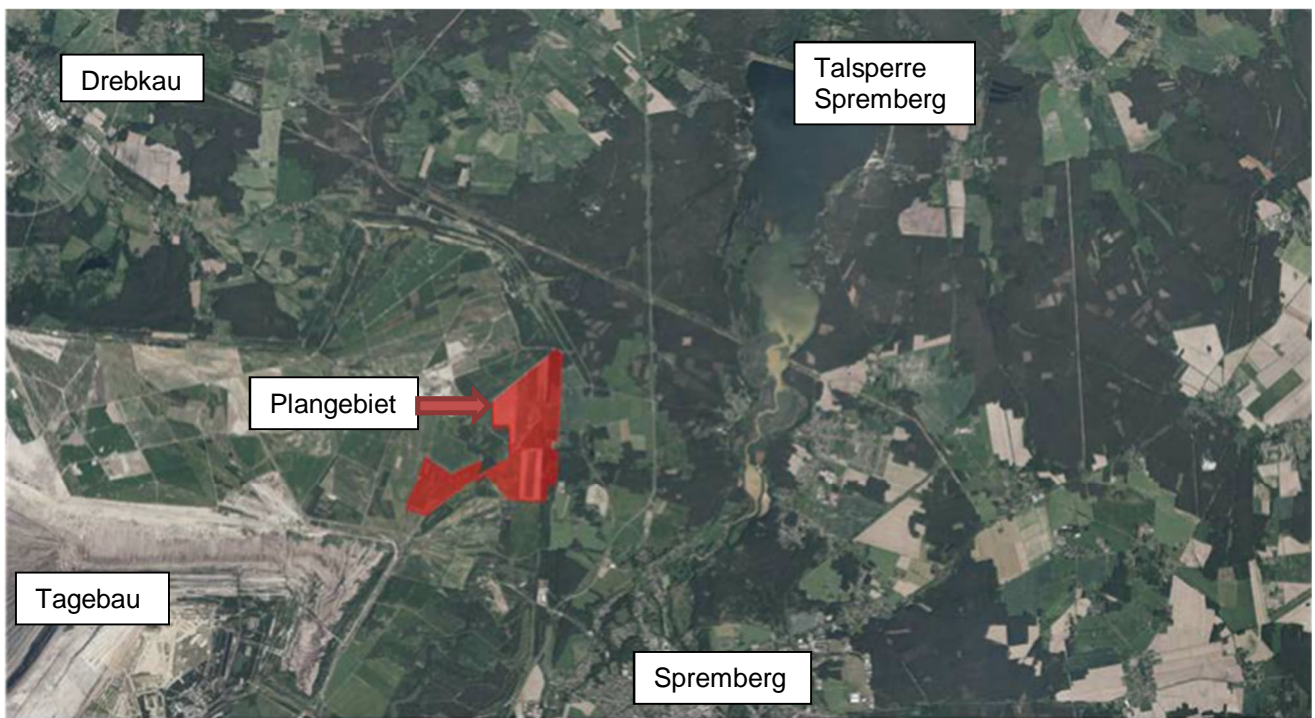 Drebkau
Talsperre
Spremberg
Plangebiet
Tagebau
Spremberg